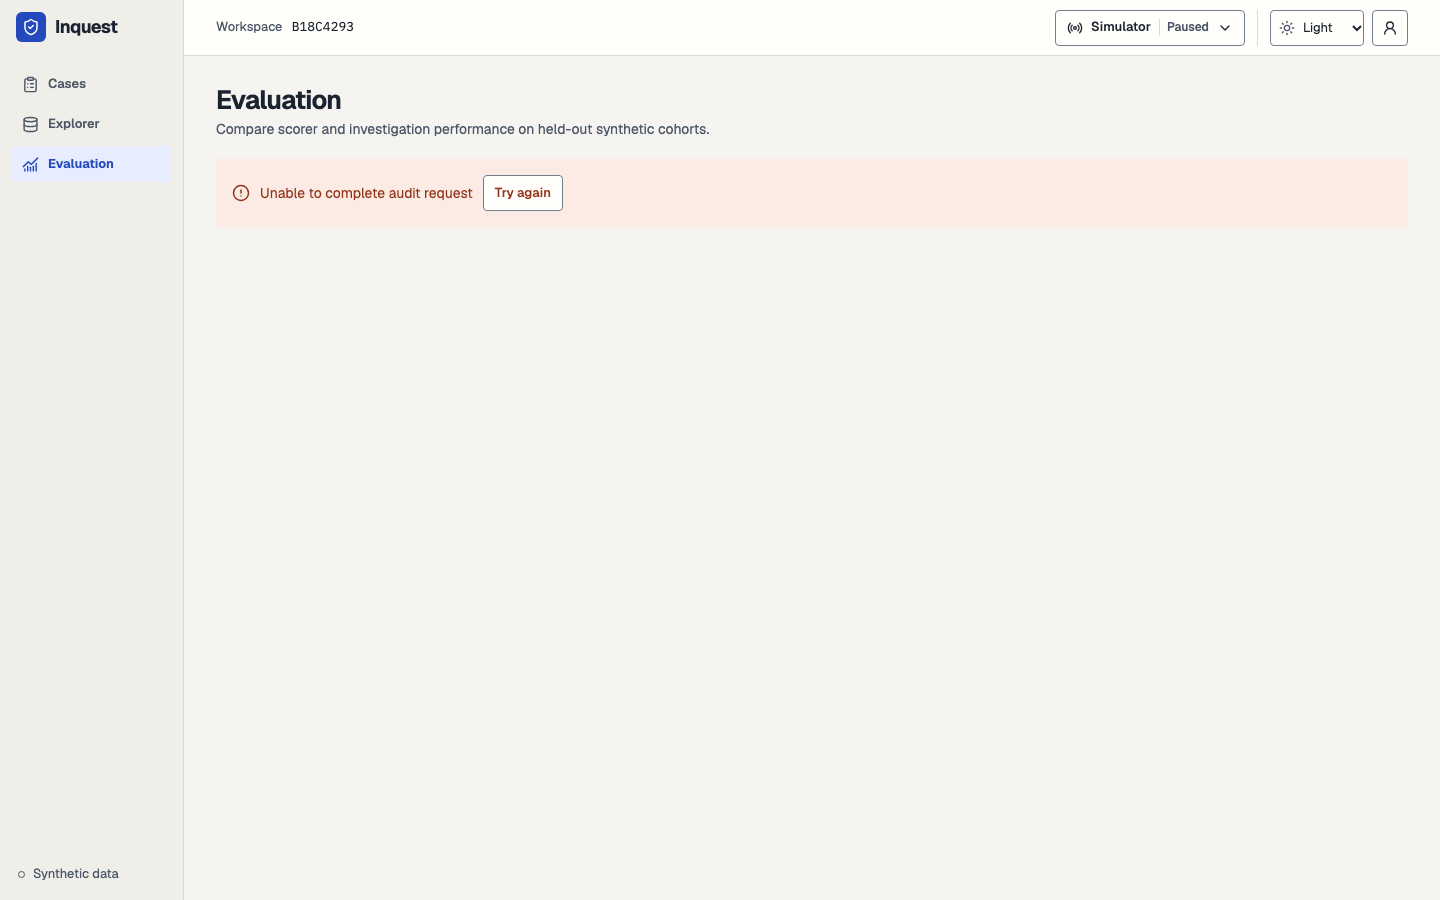 Inquest
Workspace B18C4293
Simulator Paused
Light
Cases
Explorer
Evaluation
Evaluation
Compare scorer and investigation performance on held-out synthetic cohorts.
Unable to complete audit request
Try again
Synthetic data